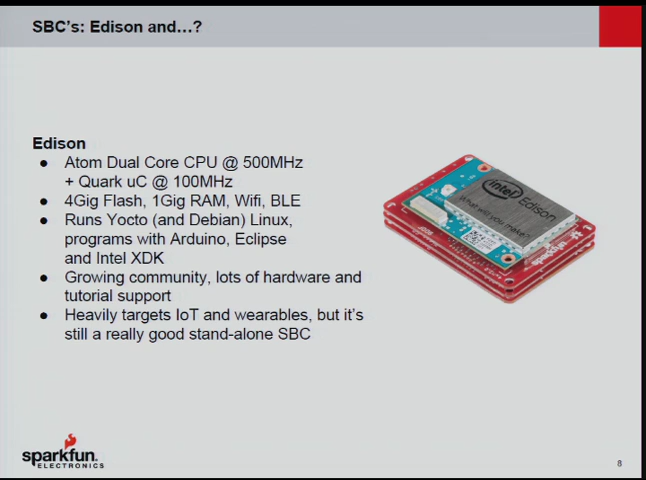 SBC's: Edison and...?
Edison
● Atom Dual Core CPU @ 500MHz
+ Quark uC @ 100MHz
● 4Gig Flash, 1Gig RAM, Wifi, BLE
● Runs Yocto (and Debian) Linux,
programs with Arduino, Eclipse
and Intel XDK
● Growing community, lots of hardware and
tutorial support
● Heavily targets IoT and wearables, but it's
still a really good stand-alone SBC
intel Edison
What will you make?
sparkfun
ELECTRONICS
8